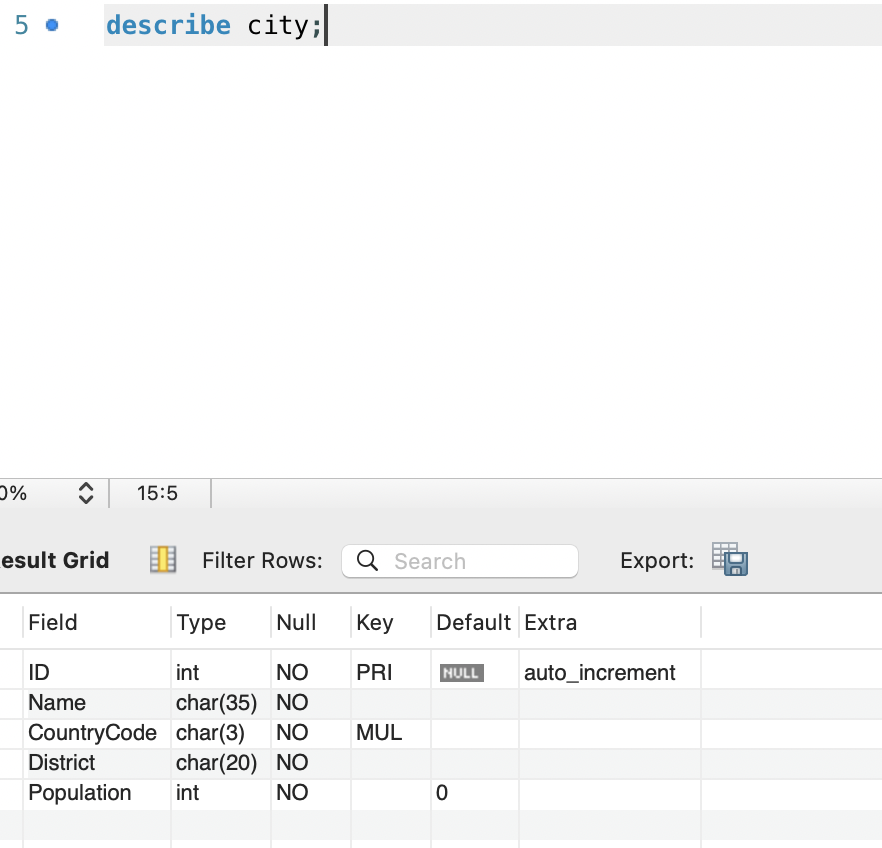 5 describe city;
0% 15:5
esult Grid Filter Rows: Search Export:
Field Type Null Key Default Extra
ID int NO PRI NULL auto_increment
Name char(35) NO
CountryCode char(3) NO MUL
District char(20) NO
Population int NO 0